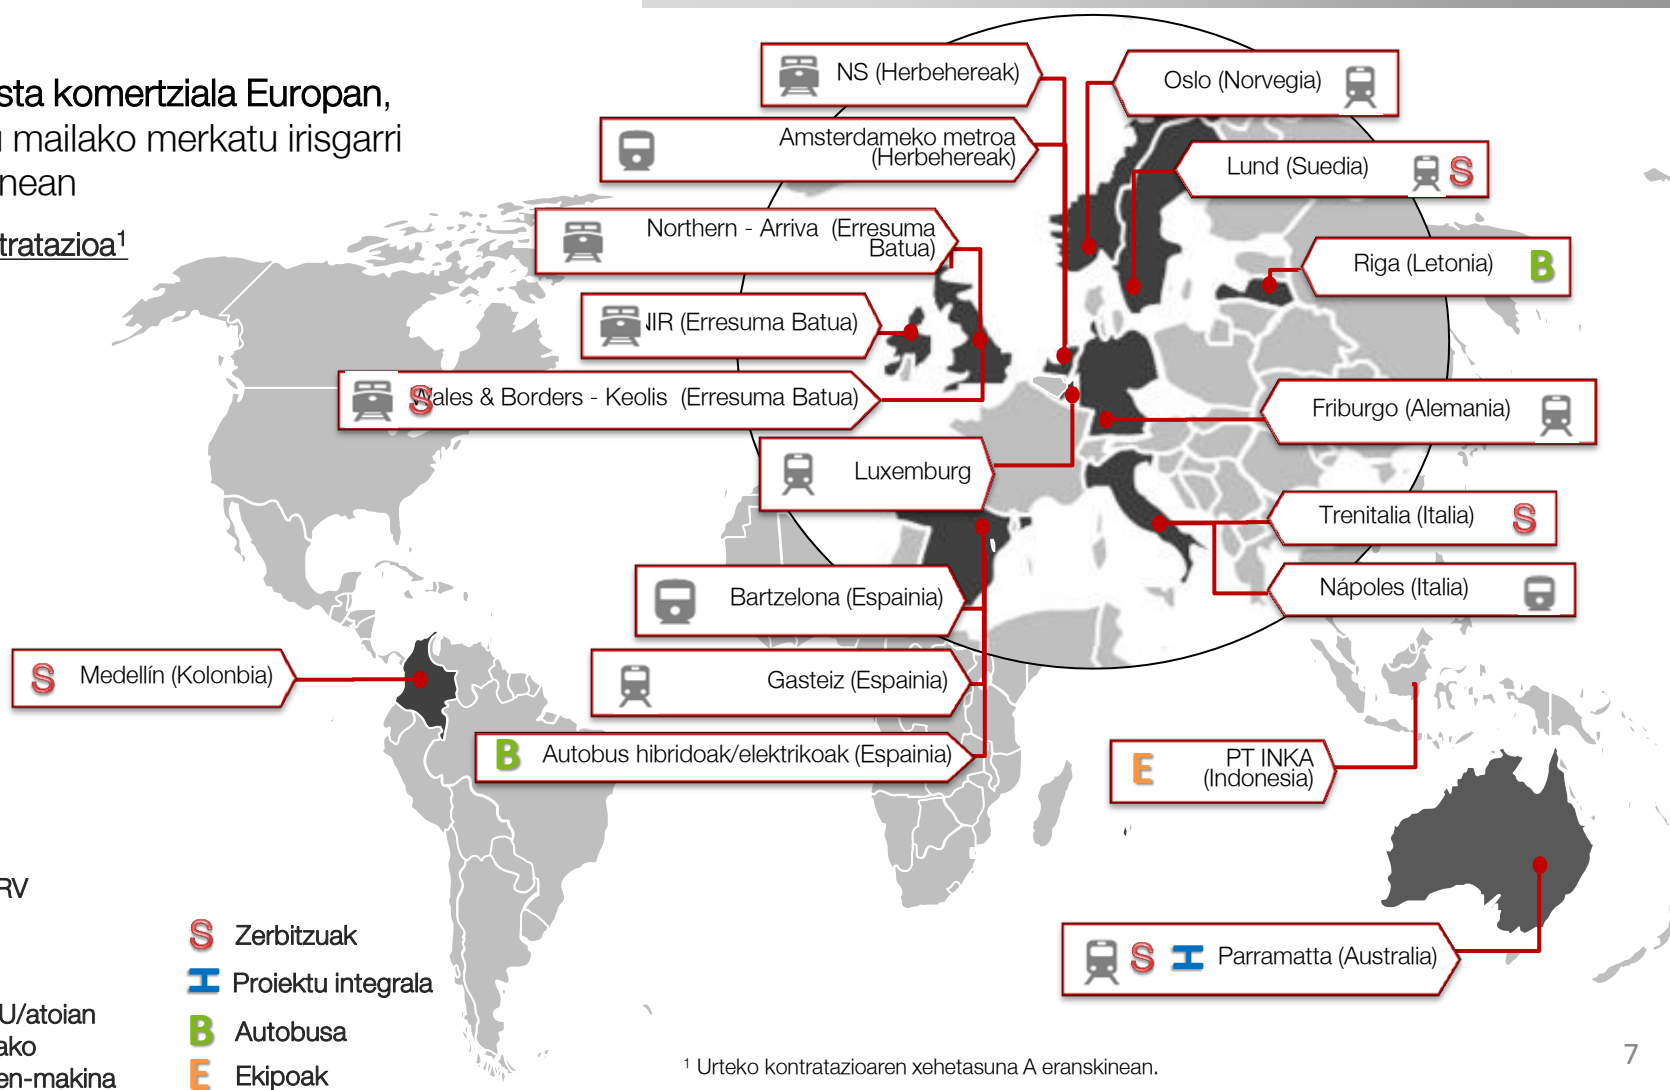 sta komertziala Europan,
mailako merkatu irisgarri
nean
tratazioa¹
NS (Herbehereak)
Oslo (Norvegia)
Amsterdameko metroa
(Herbehereak)
Lund (Suedia)
S
Northern - Arriva (Erresuma
Batua)
Riga (Letonia)
B
IR (Erresuma Batua)
S
Wales & Borders - Keolis (Erresuma Batua)
Friburgo (Alemania)
Luxemburg
Trenitalia (Italia)
S
Nápoles (Italia)
Bartzelona (Espainia)
S
Medellín (Kolonbia)
Gasteiz (Espainia)
B
Autobus hibridoak/elektrikoak (Espainia)
E
PT INKA
(Indonesia)
S
I
Parramatta (Australia)
RV
U/atoian
ako
en-makina
S Zerbitzuak
I Proiektu integrala
B Autobusa
E Ekipoak
¹ Urteko kontratazioaren xehetasuna A eranskinean.
7